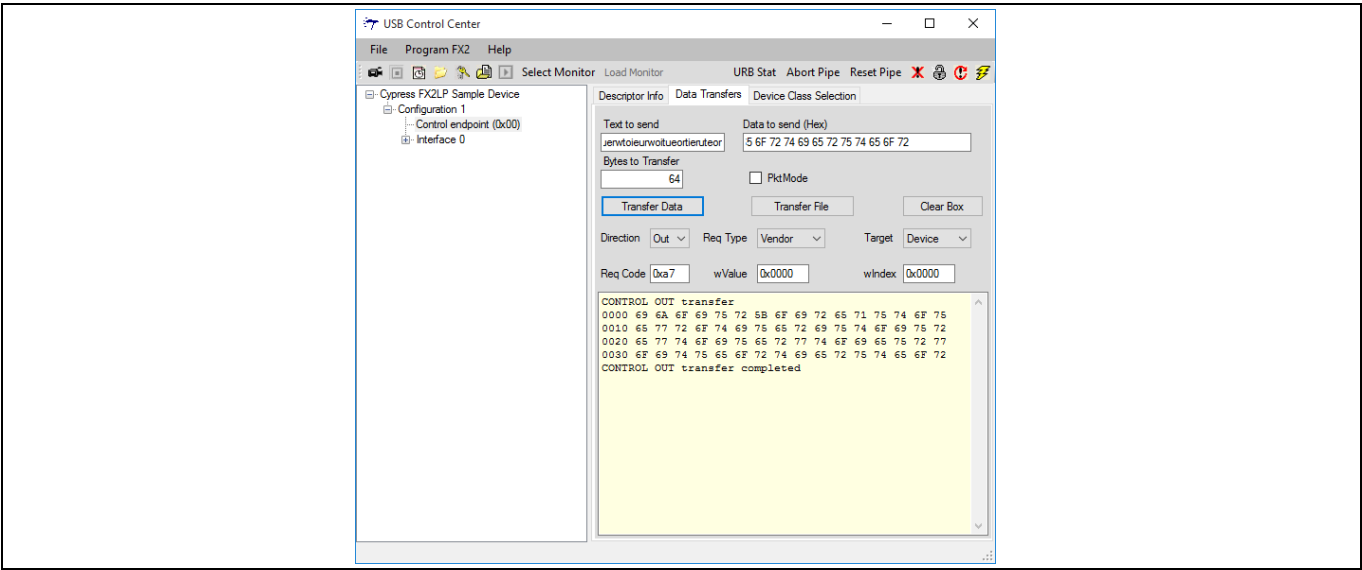 USB Control Center
File Program FX2 Help
Select Monitor Load Monitor URB Stat Abort Pipe Reset Pipe
Cypress FX2LP Sample Device
Configuration 1
Control endpoint (0x00)
Interface 0
Descriptor Info Data Transfers Device Class Selection
Text to send Data to send (Hex)
uerwtoieurwoitueortieruteor 5 6F 72 74 69 65 72 75 74 65 6F 72
Bytes to Transfer
64 PktMode
Transfer Data Transfer File Clear Box
Direction Out Req Type Vendor Target Device
Req Code 0xa7 wValue 0x0000 wIndex 0x0000
CONTROL OUT transfer
0000 69 6A 6F 69 75 72 5B 6F 69 72 65 71 75 74 6F 75
0010 65 77 72 6F 74 69 75 65 72 69 75 74 6F 69 75 72
0020 65 77 74 6F 69 75 65 72 77 74 6F 69 65 75 72 77
0030 6F 69 74 75 65 6F 72 74 69 65 72 75 74 65 6F 72
CONTROL OUT transfer completed